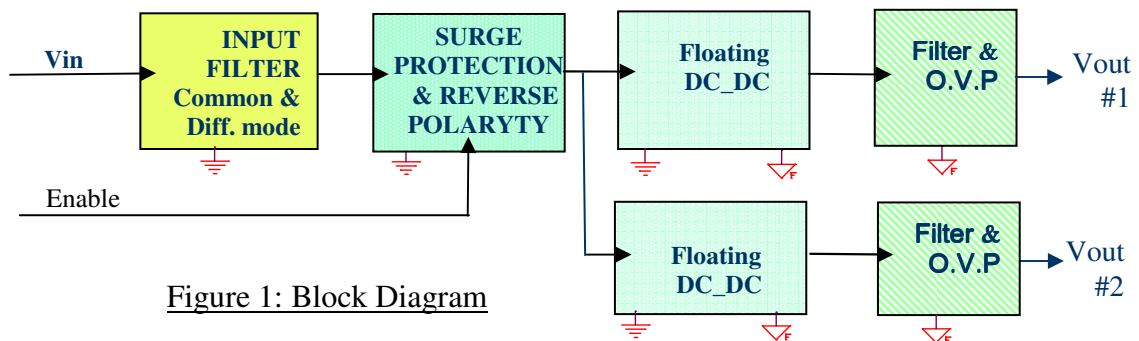 Vin
INPUT
FILTER
Common &
Diff. mode
SURGE
PROTECTION
& REVERSE
POLARYTY
Floating
DC_DC
Filter &
O.V.P
Vout
#1
Enable
Floating
DC_DC
Filter &
O.V.P
Vout
#2
F
F
F
F
Figure 1: Block Diagram